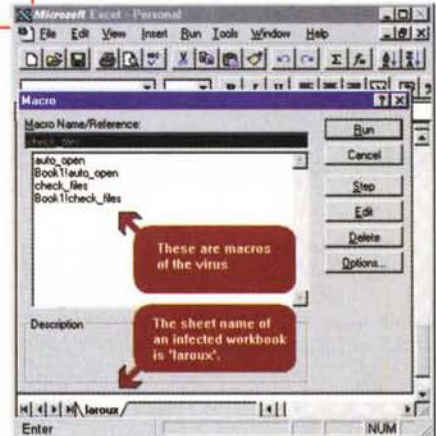 Microsoft Excel - Personal
File Edit View Insert Run Tools Window Help
Macro
Macro Name/Reference:
check_files
auto_open
Book1!auto_open
check_files
Book1!check_files
Run
Cancel
Step
Edit
Delete
Options...
These are macros
of the virus
Description
The sheet name of
an infected workbook
is 'laroux'.
laroux
Enter
NUM